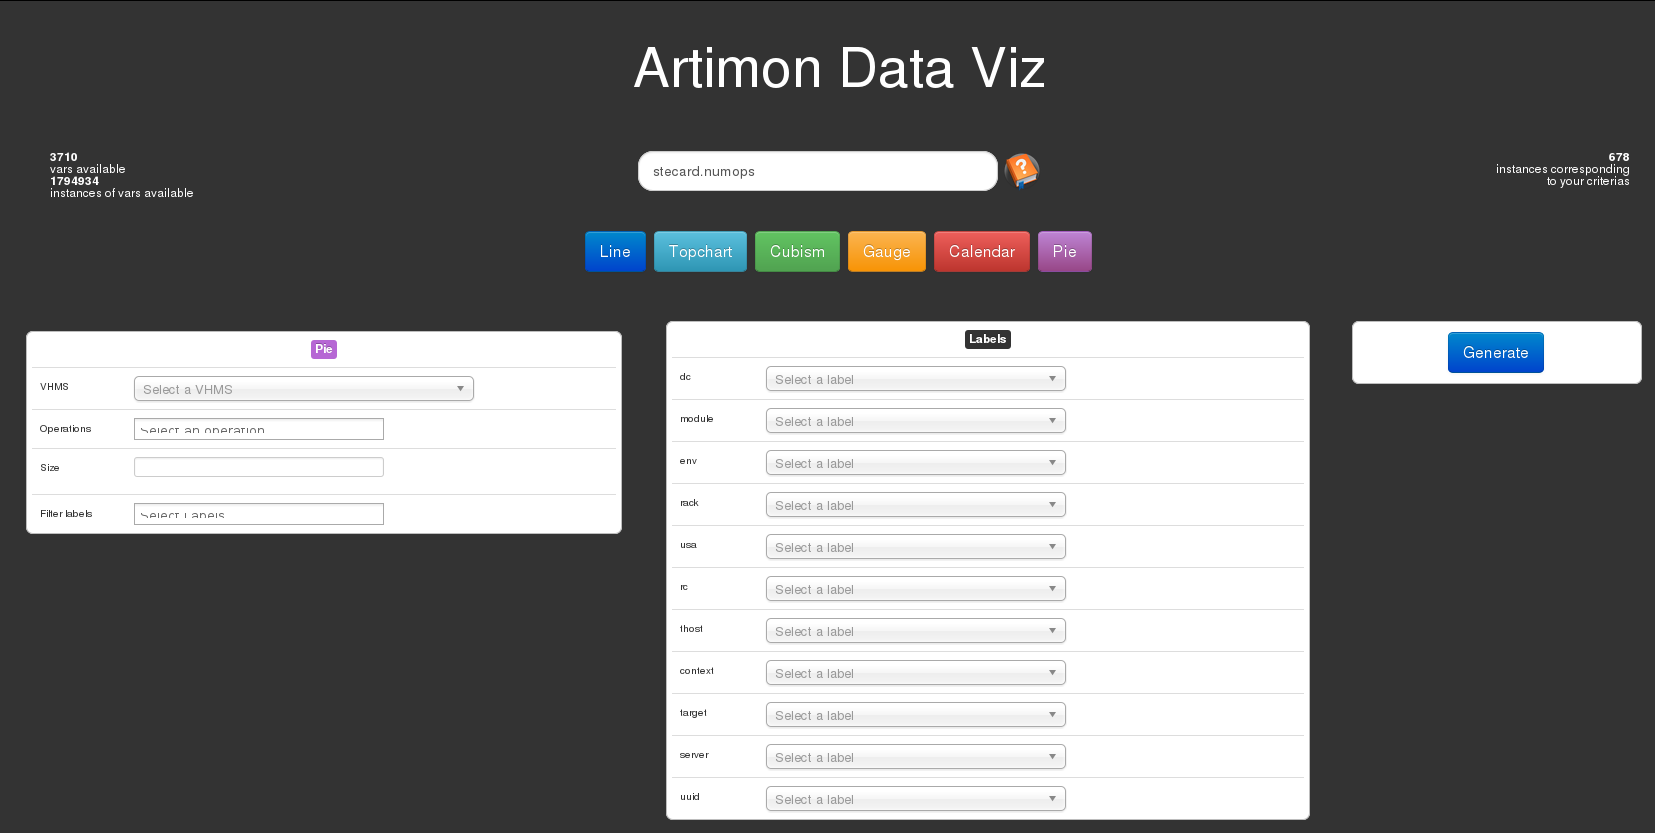 Artimon Data Viz
3710
vars available
1794934
instances of vars available
stecard.numops
?
678
instances corresponding
to your criterias
Line Topchart Cubism Gauge Calendar Pie
Pie
VHMS Select a VHMS
Operations Select an operation
Size
Filter labels Select Labels
Labels
dc Select a label
module Select a label
env Select a label
rack Select a label
usa Select a label
rc Select a label
thost Select a label
context Select a label
target Select a label
server Select a label
uuid Select a label
Generate